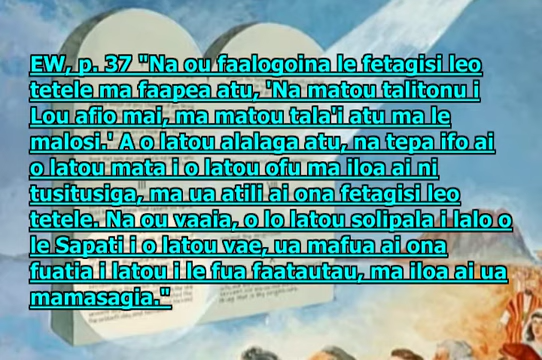 EW, p. 37 "Na ou faalogoina le fetagisi leo
tetele ma faapea atu, 'Na matou talitonu i
Lou afio mai, ma matou tala'i atu ma le
malosi.' A o latou alalaga atu, na tepa ifo ai
o latou mata i o latou ofu ma iloa ai ni
tusitusiga, ma ua atili ai ona fetagisi leo
tetele. Na ou vaaia, o lo latou solipala i lalo o
le Sapati i o latou vae, ua mafua ai ona
fuatia i latou i le fua faatautau, ma iloa ai ua
mamasagia."